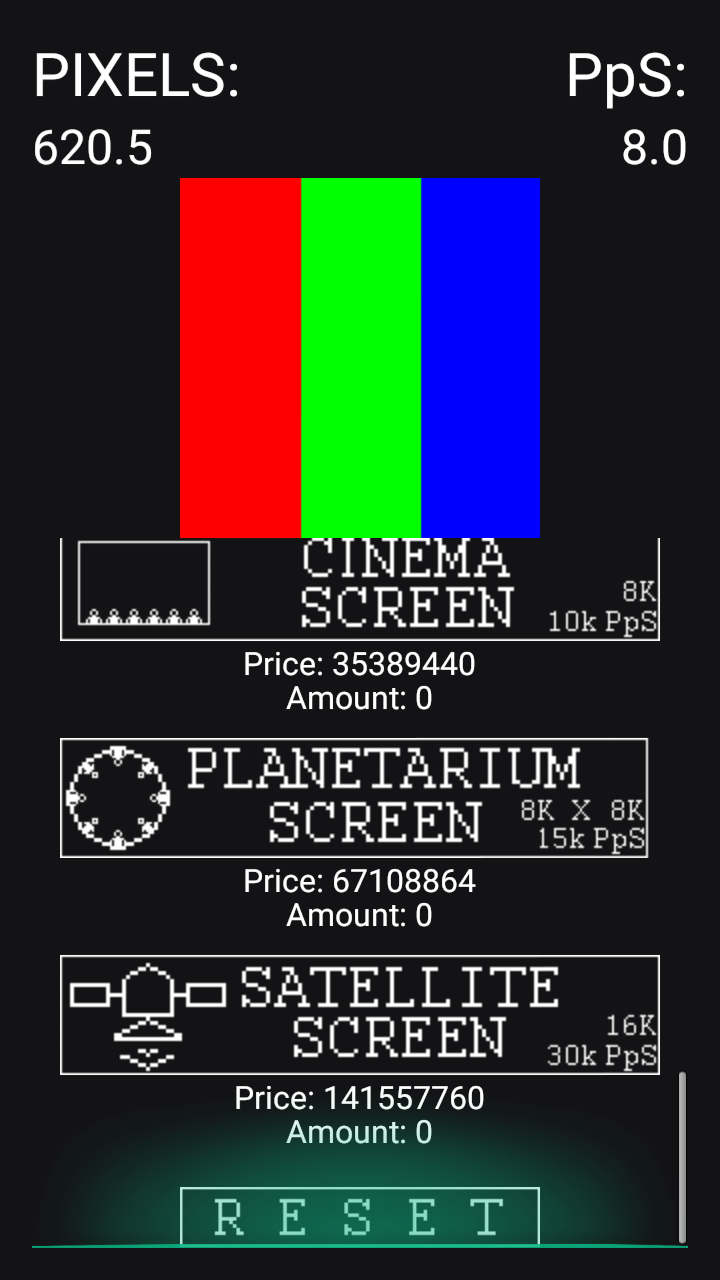 PIXELS: PpS:
620.5 8.0
CINEMA
SCREEN
8K
10k PpS
Price: 35389440
Amount: 0
PLANETARIUM
SCREEN
8K X 8K
15k PpS
Price: 67108864
Amount: 0
SATELLITE
SCREEN
16K
30k PpS
Price: 141557760
Amount: 0
R E S E T